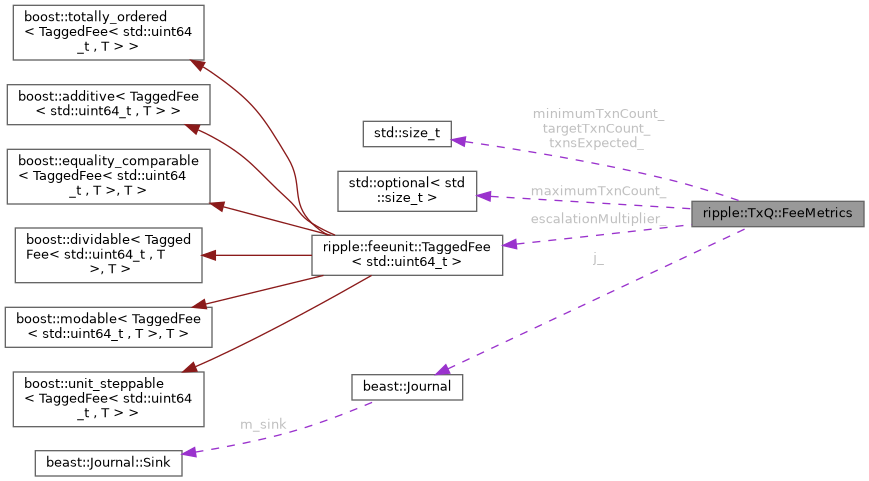 boost::totally_ordered
< TaggedFee< std::uint64
_t , T > >
boost::additive< TaggedFee
< std::uint64_t , T > >
boost::equality_comparable
< TaggedFee< std::uint64
_t , T >, T >
boost::dividable< Tagged
Fee< std::uint64_t , T
>, T >
boost::modable< TaggedFee
< std::uint64_t , T >, T >
boost::unit_steppable
< TaggedFee< std::uint64
_t , T > >
beast::Journal::Sink
std::size_t
std::optional< std
::size_t >
ripple::feeunit::TaggedFee
< std::uint64_t >
beast::Journal
m_sink
minimumTxnCount_
targetTxnCount_
txnsExpected_
maximumTxnCount_
escalationMultiplier_
j_
ripple::TxQ::FeeMetrics